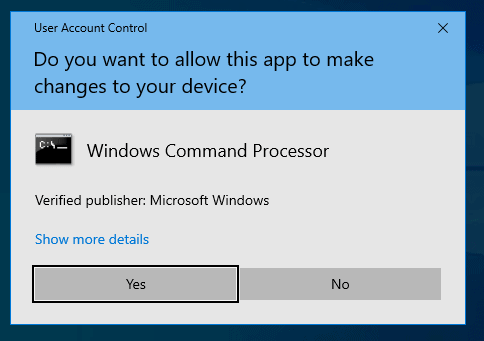 User Account Control
Do you want to allow this app to make
changes to your device?
C:\_
Windows Command Processor
Verified publisher: Microsoft Windows
Show more details
Yes
No